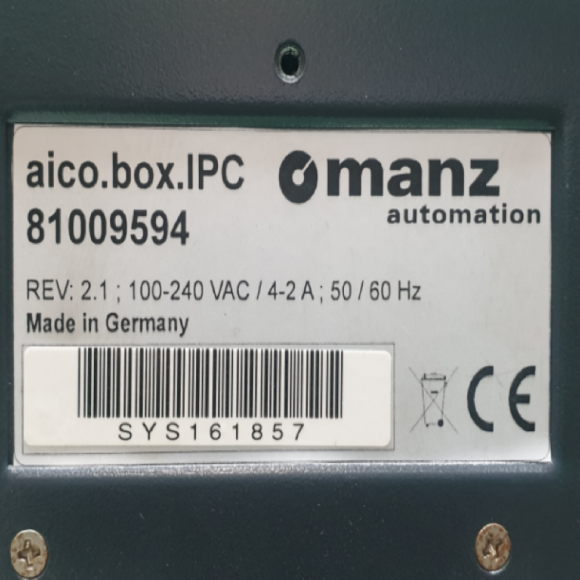 aico.box.IPC
manz
automation
81009594
REV: 2.1 ; 100-240 VAC / 4-2 A ; 50 / 60 Hz
Made in Germany
SYS161857
CE